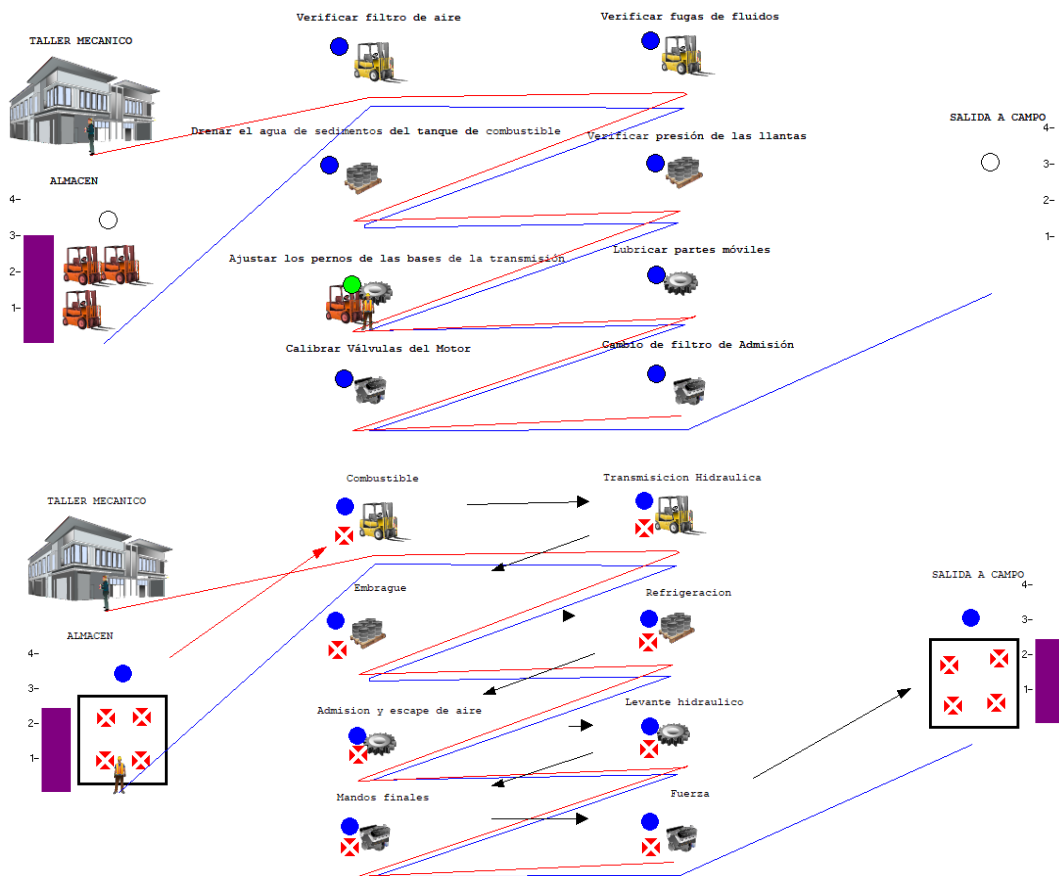 Verificar filtro de aire
Verificar fugas de fluidos
TALLER MECANICO
Drenar el agua de sedimentos del tanque de combustible
Verificar presión de las llantas
SALIDA A CAMPO
4-
3-
2-
1-
ALMACEN
4-
3-
2-
1-
Ajustar los pernos de las bases de la transmisión
Lubricar partes móviles
Calibrar Válvulas del Motor
Cambio de filtro de Admisión
Combustible
Transmisicion Hidraulica
TALLER MECANICO
Embrague
Refrigeracion
SALIDA A CAMPO
4-
3-
2-
1-
ALMACEN
4-
3-
2-
1-
Admision y escape de aire
Levante hidraulico
Mandos finales
Fuerza